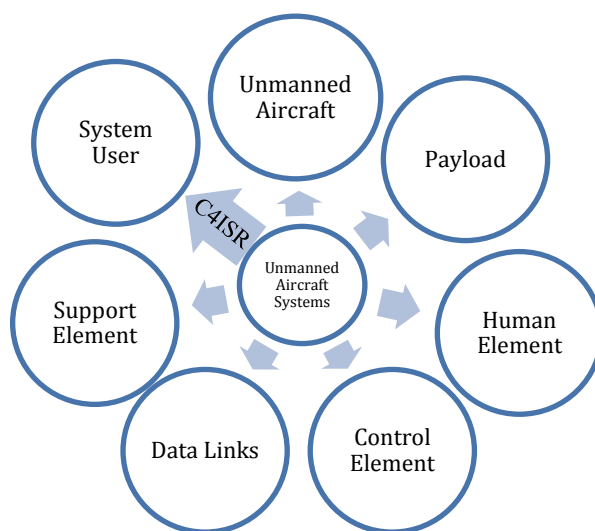 Unmanned
Aircraft
System
User
Payload
C4ISR
Unmanned
Aircraft
Systems
Support
Element
Human
Element
Data Links
Control
Element